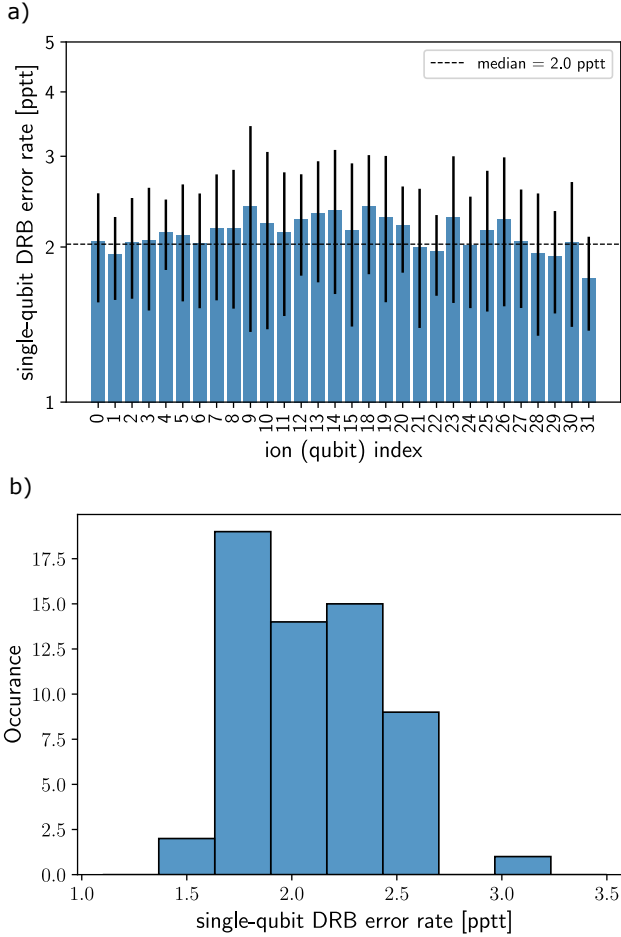 a)
5
4
3
2
1
single-qubit DRB error rate [pptt]
median = 2.0 pptt
0 1 2 3 4 5 6 7 8 9 10 11 12 13 14 15 18 19 20 21 22 23 24 25 26 27 28 29 30 31
ion (qubit) index
b)
17.5
15.0
12.5
10.0
7.5
5.0
2.5
0.0
Occurance
1.0 1.5 2.0 2.5 3.0 3.5
single-qubit DRB error rate [pptt]